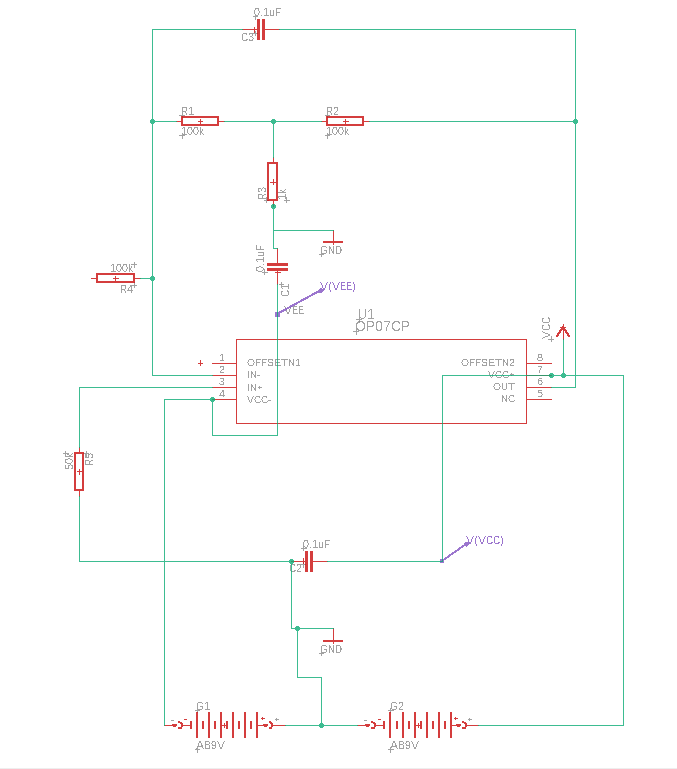 0.1uF
C3
R1
R2
100k
100k
R3
1k
GND
0.1uF
C1
100k
R4
V(VEE)
VEE
U1
OP07CP
VCC
1
OFFSETN1
OFFSETN2
8
2
IN-
VCC+
7
3
IN+
OUT
6
4
VCC-
NC
5
50k
R5
0.1uF
C2
V(VCC)
GND
G1
G2
AB9V
AB9V